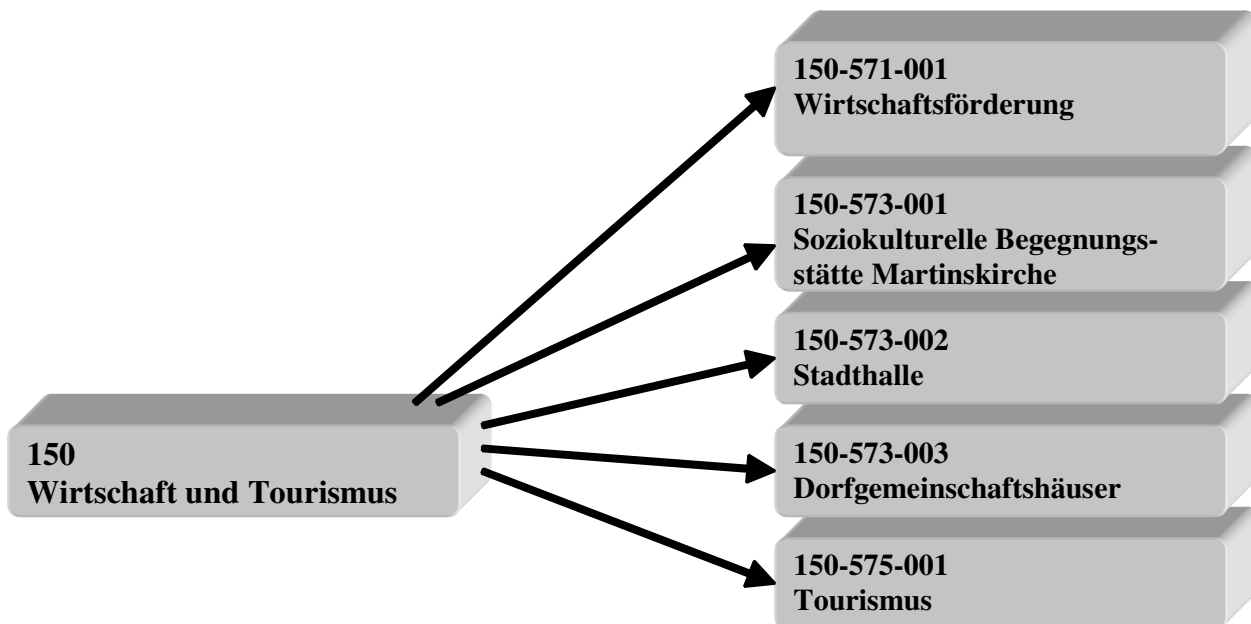 150
Wirtschaft und Tourismus
150-571-001
Wirtschaftsförderung
150-573-001
Soziokulturelle Begegnungs-
stätte Martinskirche
150-573-002
Stadthalle
150-573-003
Dorfgemeinschaftshäuser
150-575-001
Tourismus